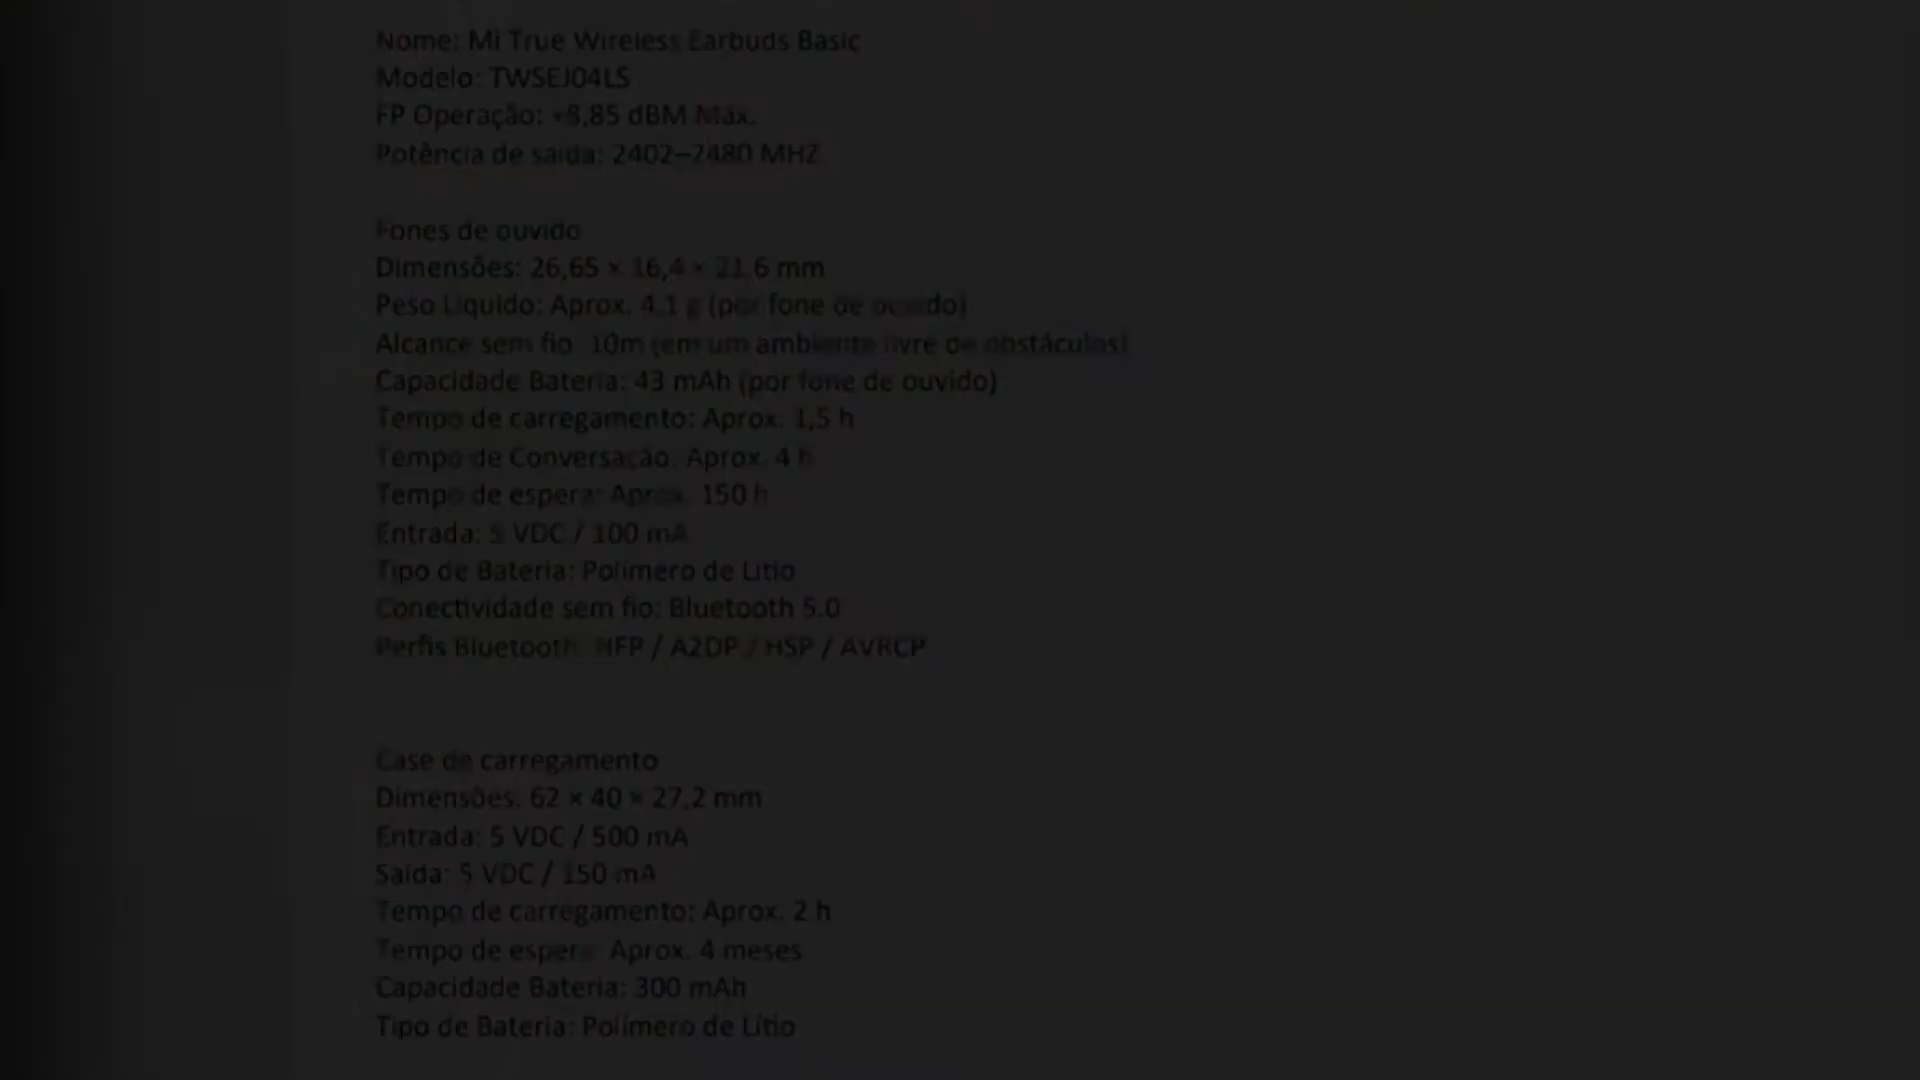 Nome: Mi True Wireless Earbuds Basic
Modelo: TWSEJ04LS
FP Operação: +8,85 dBM Máx.
Potência de saída: 2402–2480 MHZ
Fones de ouvido
Dimensões: 26,65 × 16,4 × 21,6 mm
Peso Líquido: Aprox. 4,1 g (por fone de ouvido)
Alcance sem fio: 10m (em um ambiente livre de obstáculos)
Capacidade Bateria: 43 mAh (por fone de ouvido)
Tempo de carregamento: Aprox. 1,5 h
Tempo de Conversação: Aprox. 4 h
Tempo de espera: Aprox. 150 h
Entrada: 5 VDC / 100 mA
Tipo de Bateria: Polímero de Lítio
Conectividade sem fio: Bluetooth 5.0
Perfis Bluetooth: HFP / A2DP / HSP / AVRCP
Case de carregamento
Dimensões: 62 × 40 × 27,2 mm
Entrada: 5 VDC / 500 mA
Saída: 5 VDC / 150 mA
Tempo de carregamento: Aprox. 2 h
Tempo de espera: Aprox. 4 meses
Capacidade Bateria: 300 mAh
Tipo de Bateria: Polímero de Lítio